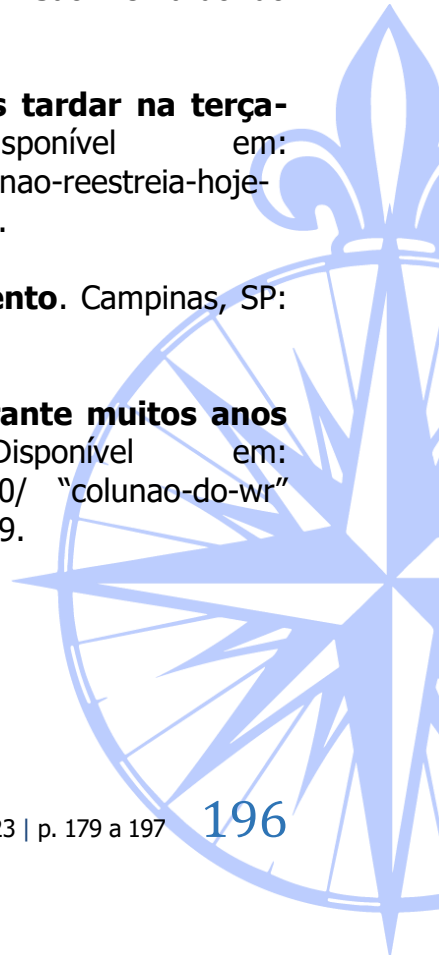 s tardar na terça-
sponível em:
nao-reestreia-hoje-
.
ento. Campinas, SP:
rante muitos anos
Disponível em:
0/ “colunao-do-wr”
9.
23 | p. 179 a 197 196